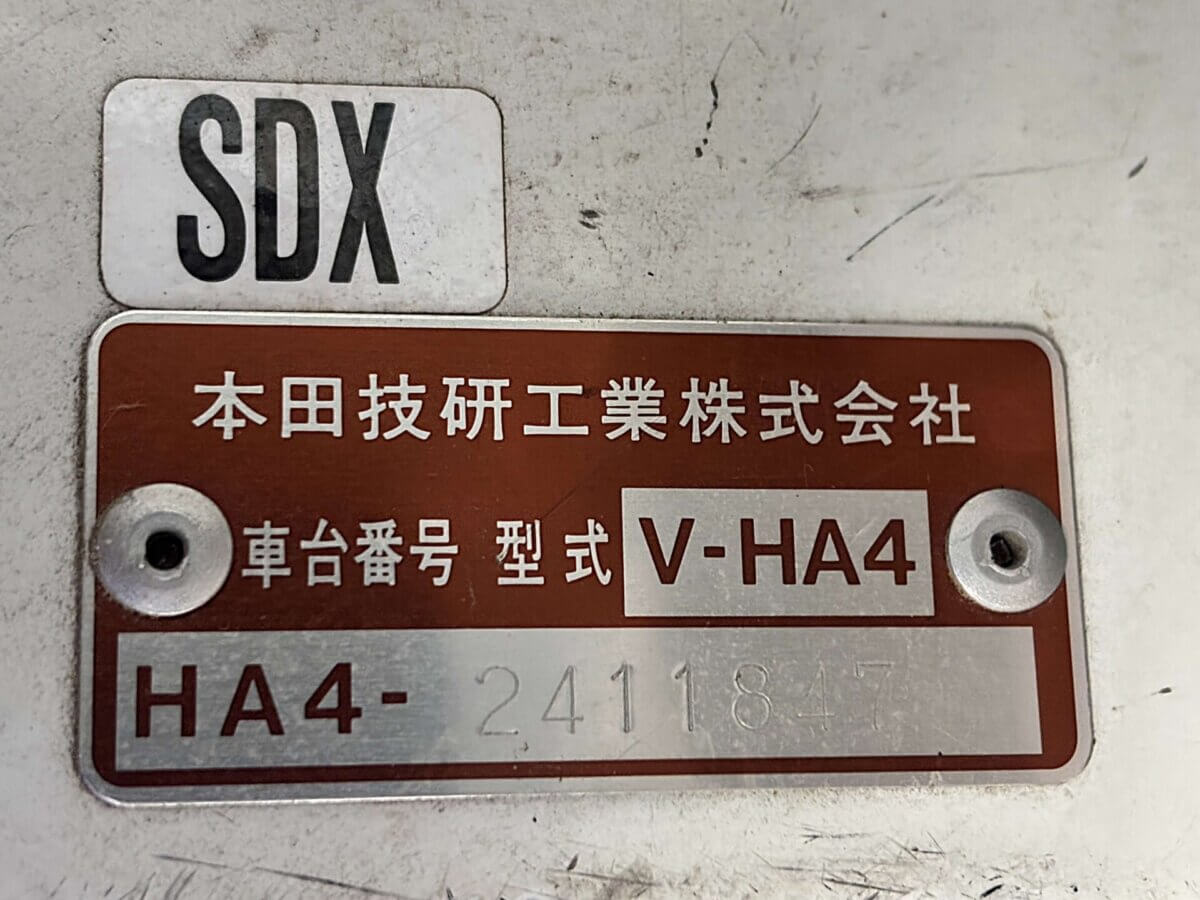 SDX
本田技研工業株式会社
車台番号 型式 V-HA4
HA4- 2411847